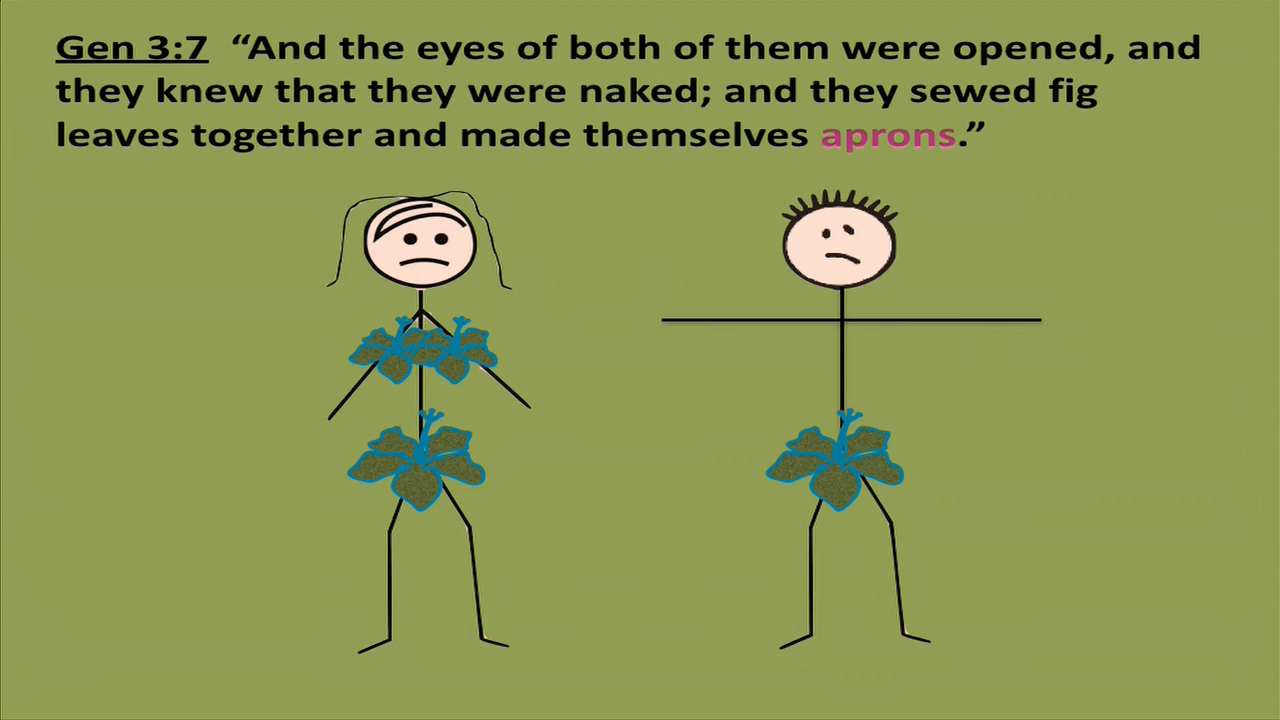 Gen 3:7 “And the eyes of both of them were opened, and
they knew that they were naked; and they sewed fig
leaves together and made themselves aprons.”